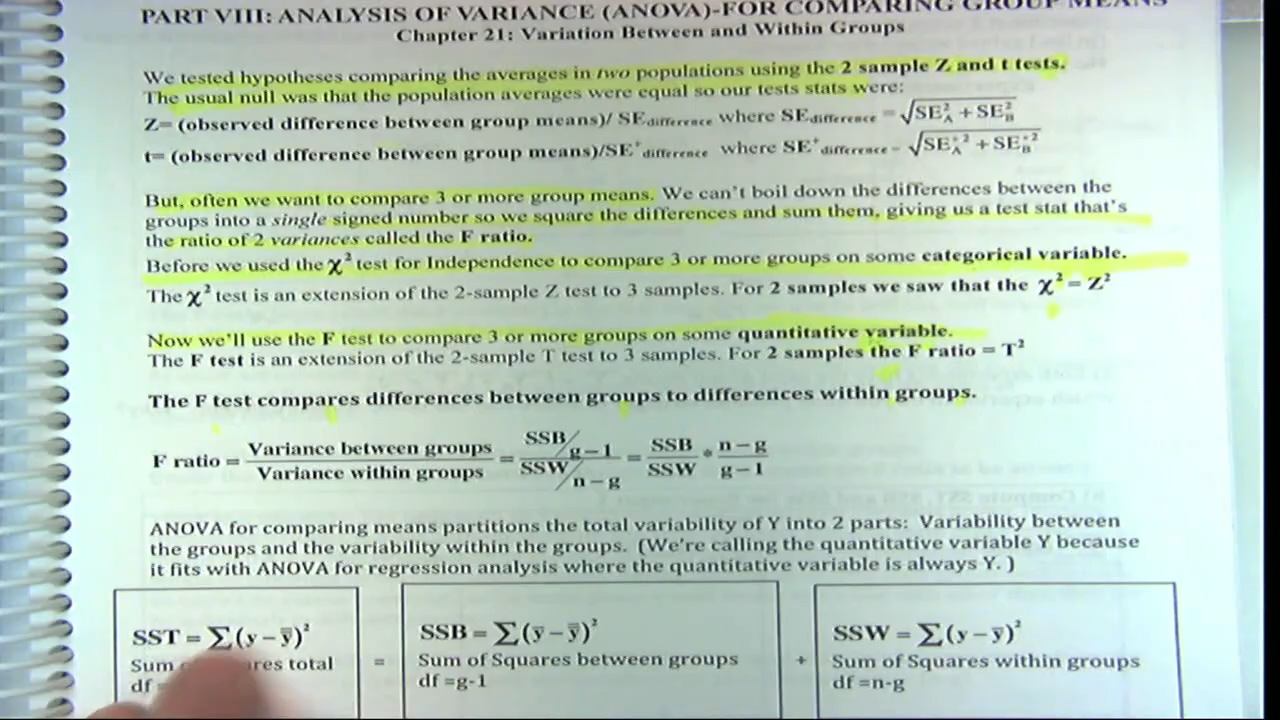 PART VIII: ANALYSIS OF VARIANCE (ANOVA)-FOR COMPARING GROUP MEANS
Chapter 21: Variation Between and Within Groups
We tested hypotheses comparing the averages in two populations using the 2 sample Z and t tests.
The usual null was that the population averages were equal so our tests stats were:
Z= (observed difference between group means)/ SE difference where SE difference = √(SE²_A + SE²_B)
t= (observed difference between group means)/SE⁺ difference where SE⁺ difference = √(SE⁺²_A + SE⁺²_B)
But, often we want to compare 3 or more group means. We can't boil down the differences between the
groups into a single signed number so we square the differences and sum them, giving us a test stat that's
the ratio of 2 variances called the F ratio.
Before we used the χ² test for Independence to compare 3 or more groups on some categorical variable.
The χ² test is an extension of the 2-sample Z test to 3 samples. For 2 samples we saw that the χ² = Z²
Now we'll use the F test to compare 3 or more groups on some quantitative variable.
The F test is an extension of the 2-sample T test to 3 samples. For 2 samples the F ratio = T²
The F test compares differences between groups to differences within groups.
F ratio = Variance between groups / Variance within groups = (SSB/g-1) / (SSW/n-g) = SSB/SSW * n-g/g-1
ANOVA for comparing means partitions the total variability of Y into 2 parts: Variability between
the groups and the variability within the groups. (We're calling the quantitative variable Y because
it fits with ANOVA for regression analysis where the quantitative variable is always Y. )
SST = ∑(y - y̿)²
Sum res total
df =
=
SSB = ∑(ȳ - y̿)²
Sum of Squares between groups
df =g-1
+
SSW = ∑(y - ȳ)²
Sum of Squares within groups
df =n-g